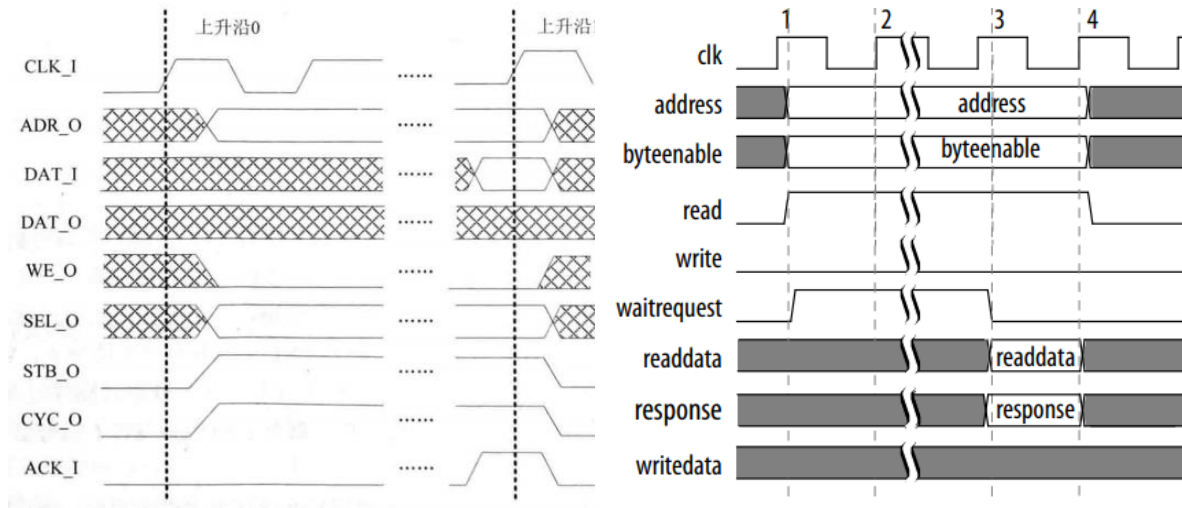 上升沿0
上升沿
CLK_I
······
ADR_O
······
DAT_I
······
DAT_O
······
WE_O
······
SEL_O
······
STB_O
······
CYC_O
······
ACK_I
······
1 2 3 4
clk
address address
byteenable byteenable
read
write
waitrequest
readdata readdata
response response
writedata